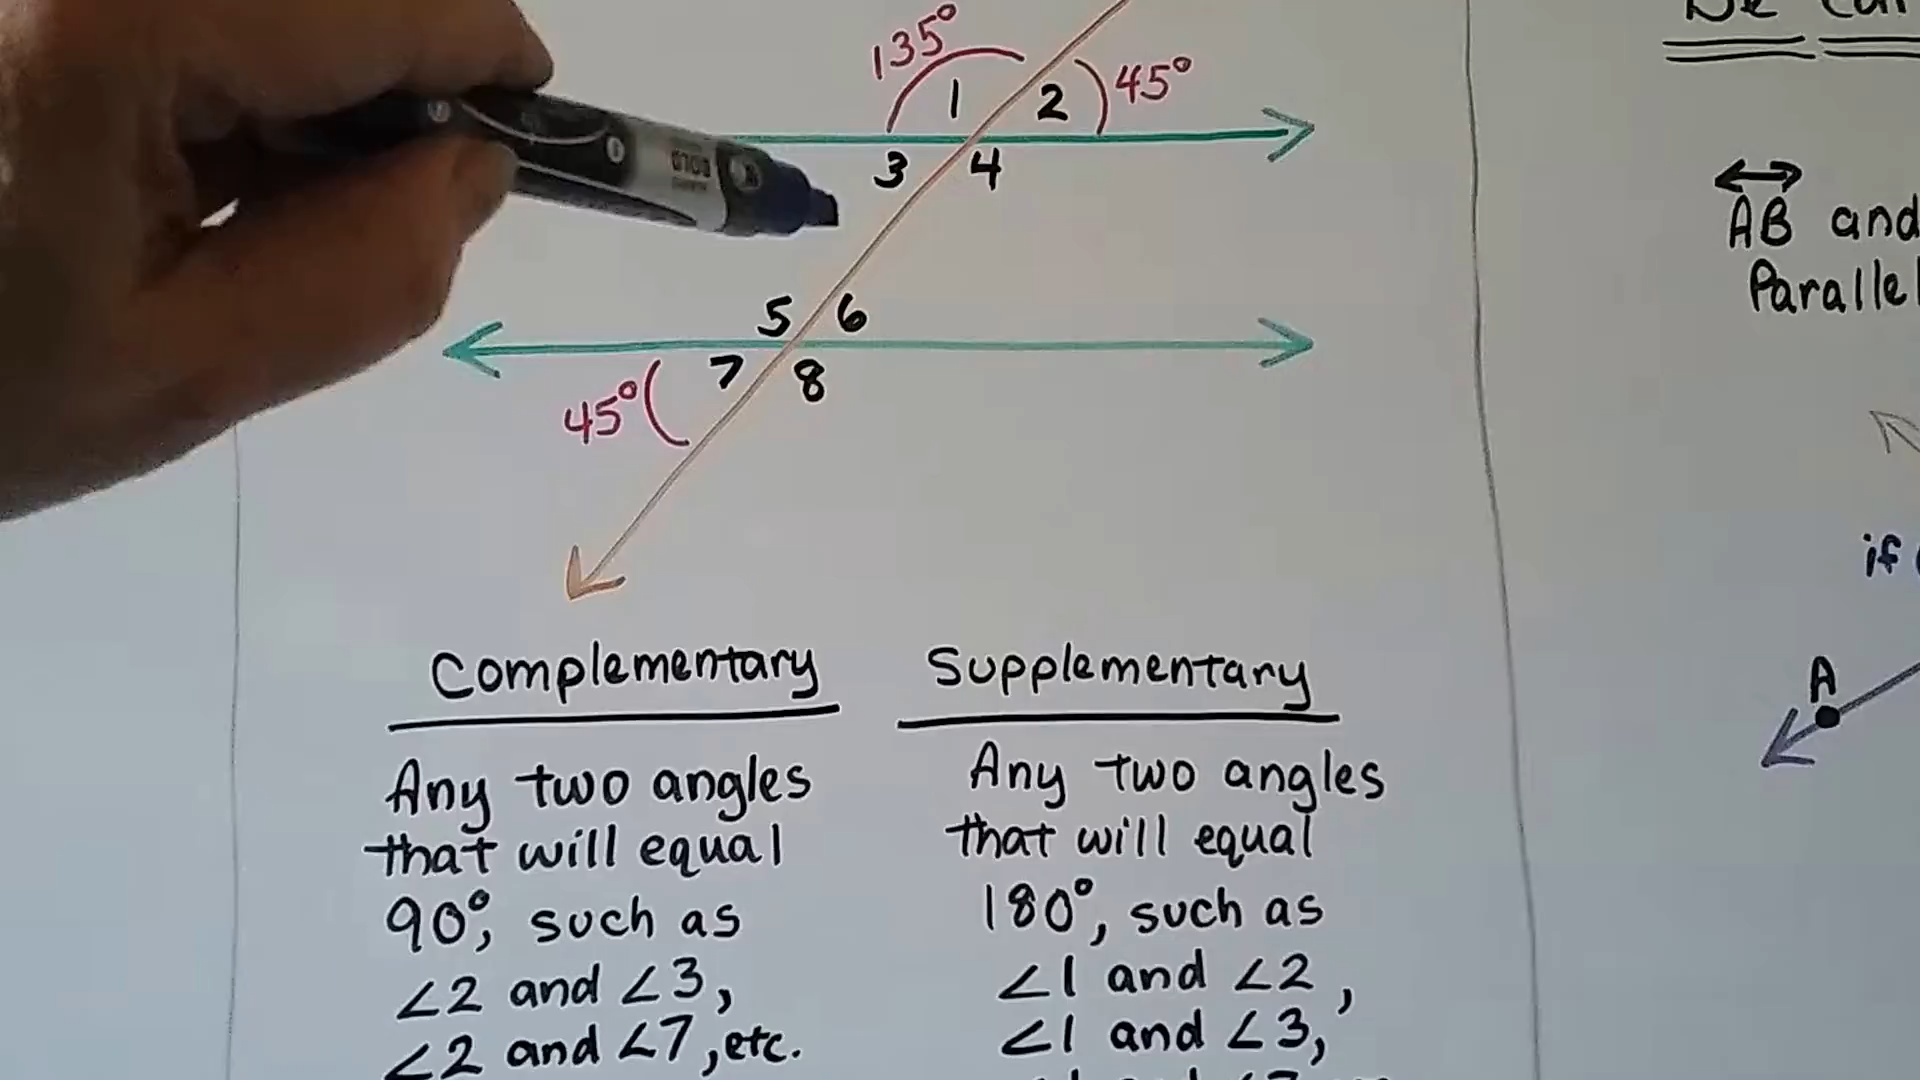 135°
45°
1
2
3
4
5
6
7
8
45°
AB and
Parallel
if
A
Complementary
Any two angles
that will equal
90°, such as
∠2 and ∠3,
∠2 and ∠7, etc.
Supplementary
Any two angles
that will equal
180°, such as
∠1 and ∠2,
∠1 and ∠3,